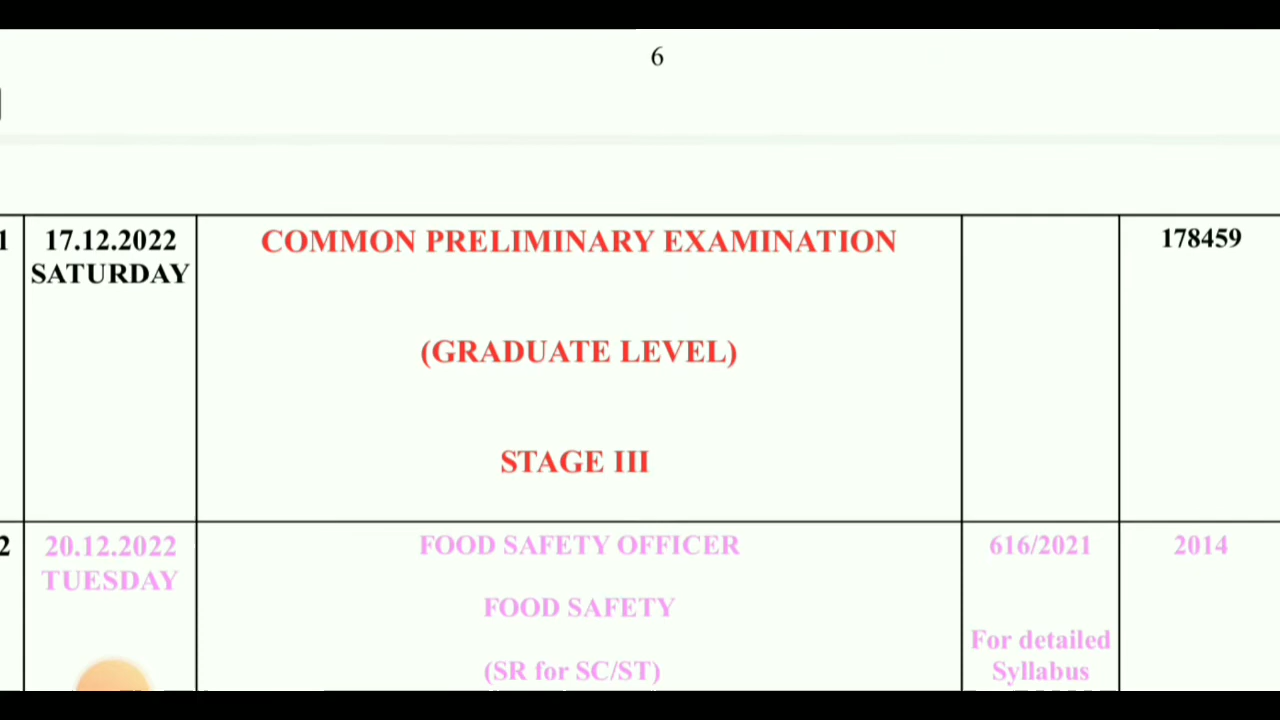 6
1 17.12.2022 COMMON PRELIMINARY EXAMINATION 178459
SATURDAY
(GRADUATE LEVEL)
STAGE III
2 20.12.2022 FOOD SAFETY OFFICER 616/2021 2014
TUESDAY
FOOD SAFETY
For detailed
(SR for SC/ST) Syllabus